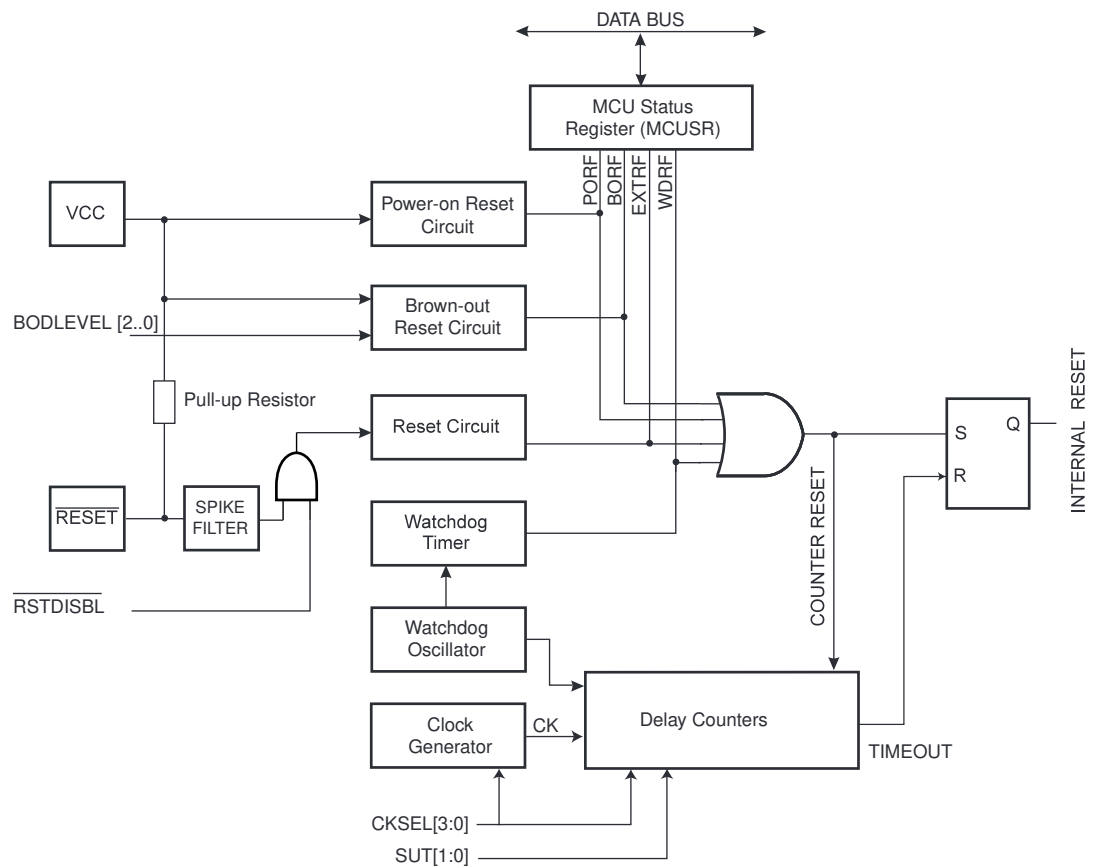 DATA BUS
MCU Status
Register (MCUSR)
PORF
BORF
EXTRF
WDRF
VCC
Power-on Reset
Circuit
BODLEVEL [2..0]
Brown-out
Reset Circuit
Pull-up Resistor
Reset Circuit
RESET
SPIKE
FILTER
RSTDISBL
Watchdog
Timer
Watchdog
Oscillator
Clock
Generator
CK
CKSEL[3:0]
SUT[1:0]
Delay Counters
COUNTER RESET
TIMEOUT
S
R
Q
INTERNAL RESET